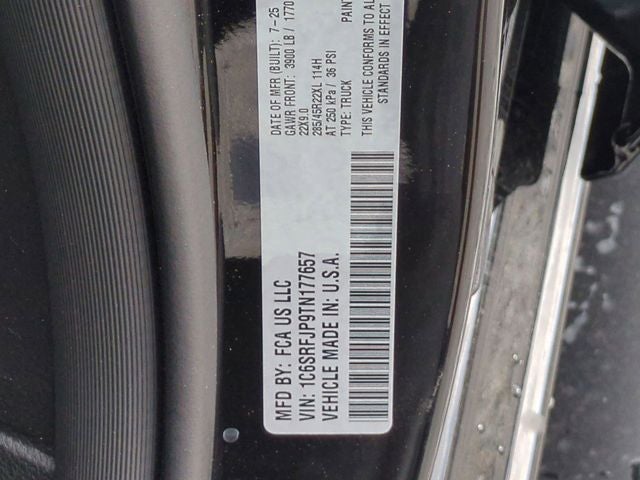 MFD BY: FCA US LLC
VIN: 1C6SRFJP9TN177657
VEHICLE MADE IN: U.S.A.
DATE OF MFR (BUILT): 7-25
GAWR FRONT: 3900 LB / 1770
22X9.0
285/45R22XL 114H
AT 250 kPa / 36 PSI
TYPE: TRUCK
PAINT
THIS VEHICLE CONFORMS TO AL
STANDARDS IN EFFECT